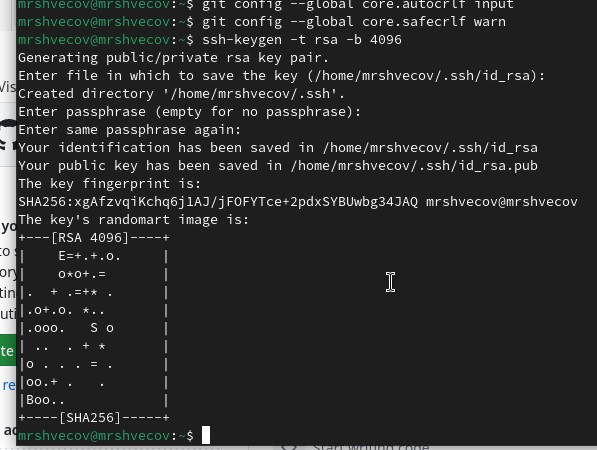 mrshvecov@mrshvecov:~$ git config --global core.autocrlf input
mrshvecov@mrshvecov:~$ git config --global core.safecrlf warn
mrshvecov@mrshvecov:~$ ssh-keygen -t rsa -b 4096
Generating public/private rsa key pair.
Enter file in which to save the key (/home/mrshvecov/.ssh/id_rsa):
Created directory '/home/mrshvecov/.ssh'.
Enter passphrase (empty for no passphrase):
Enter same passphrase again:
Your identification has been saved in /home/mrshvecov/.ssh/id_rsa
Your public key has been saved in /home/mrshvecov/.ssh/id_rsa.pub
The key fingerprint is:
SHA256:xgAfzvqiKchq6j1AJ/jFOFYTce+2pdxSYBUwbg34JAQ mrshvecov@mrshvecov
The key's randomart image is:
+---[RSA 4096]----+
|    E=+.+.o.     |
|    o*o+.=       |
|.  + .=+* .      |
|.o+.o. *..       |
|.ooo.   S o      |
| ..  . + *       |
|o . . . = .      |
|oo.+ .   .       |
|Boo..            |
+----[SHA256]-----+
mrshvecov@mrshvecov:~$
Start writing code